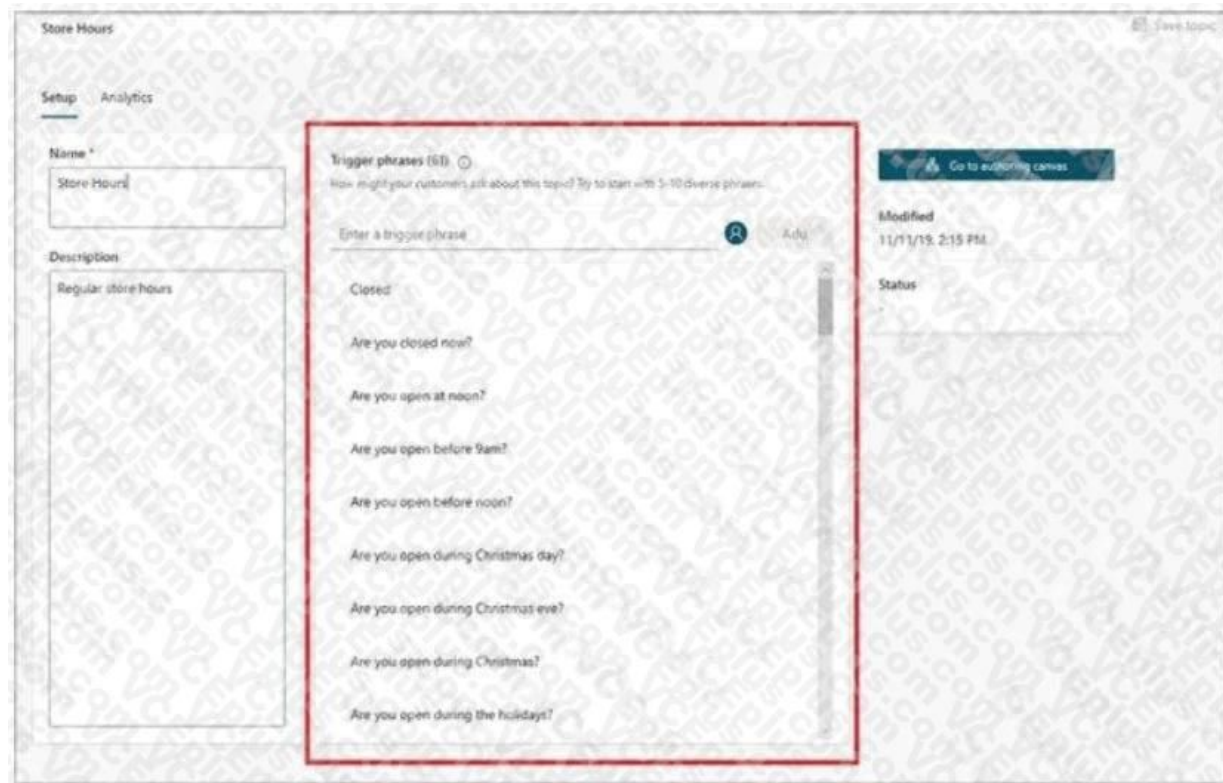 Store Hours
Save topic
Setup Analytics
Name *
Store Hours
Description
Regular store hours
Trigger phrases (61)
How might your customers ask about this topic? Try to start with 5-10 diverse phrases.
Enter a trigger phrase
Add
Closed
Are you closed now?
Are you open at noon?
Are you open before 9am?
Are you open before noon?
Are you open during Christmas day?
Are you open during Christmas eve?
Are you open during Christmas?
Are you open during the holidays?
Go to authoring canvas
Modified
11/11/19, 2:15 PM
Status
-